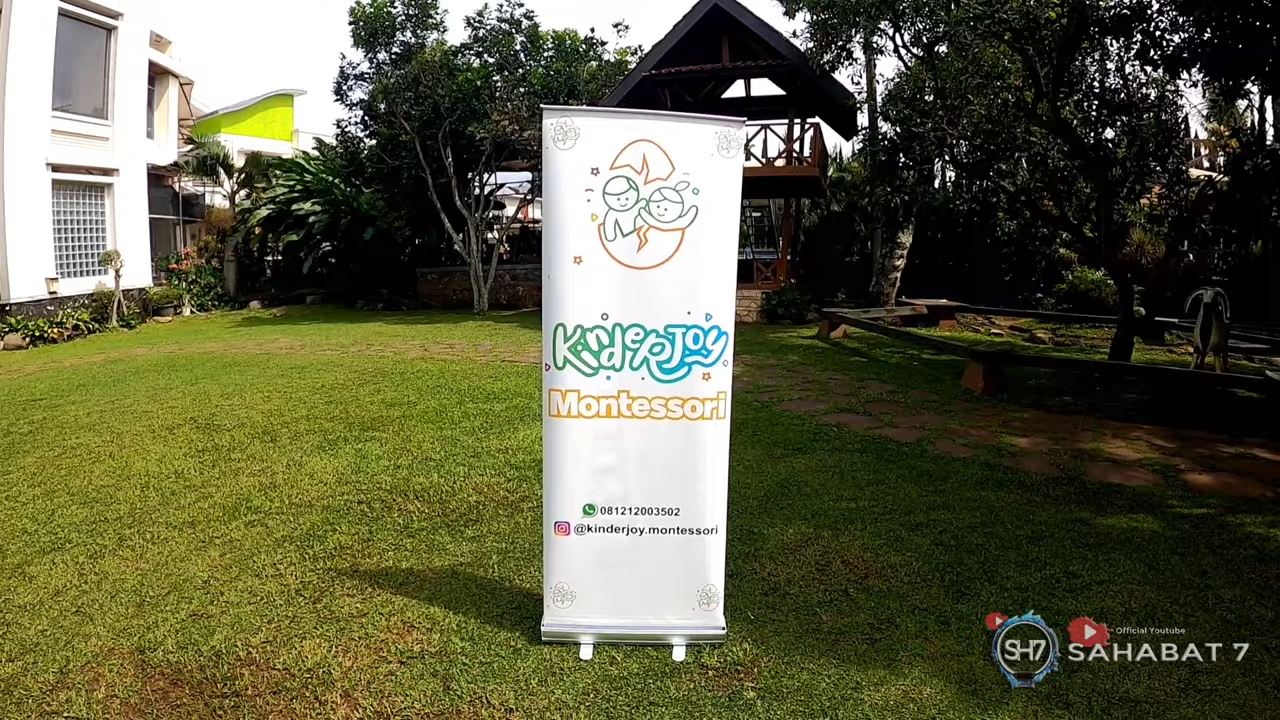 KinderJoy
Montessori
081212003502
@kinderjoy.montessori
Official Youtube
SH7
SAHABAT 7